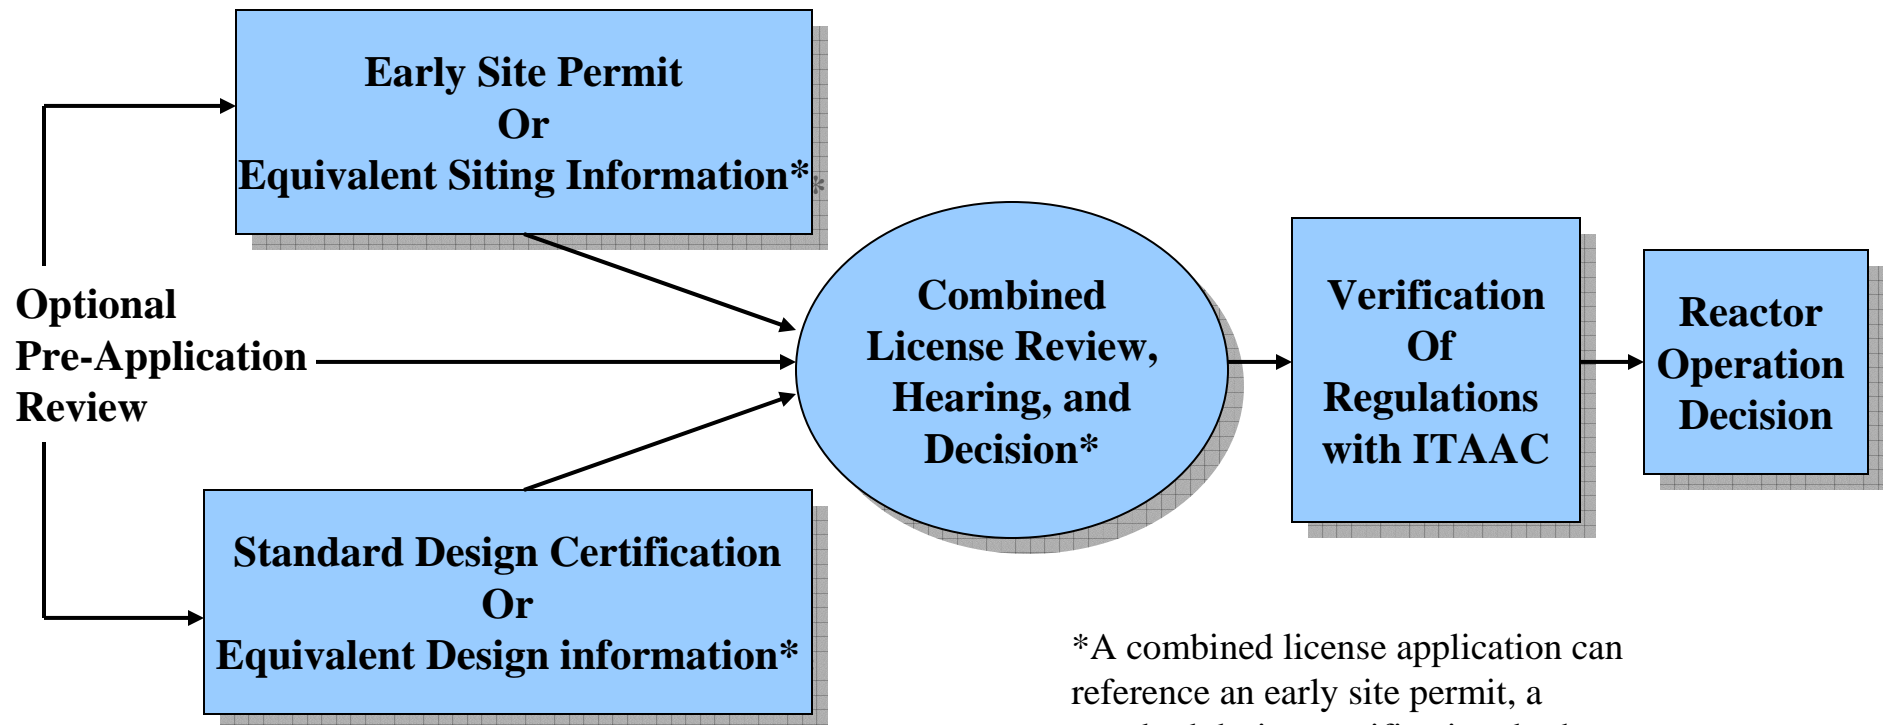 Early Site Permit
Or
Equivalent Siting Information*
Optional
Pre-Application
Review
Combined
License Review,
Hearing, and
Decision*
Verification
Of
Regulations
with ITAAC
Reactor
Operation
Decision
Standard Design Certification
Or
Equivalent Design information*
*A combined license application can
reference an early site permit, a